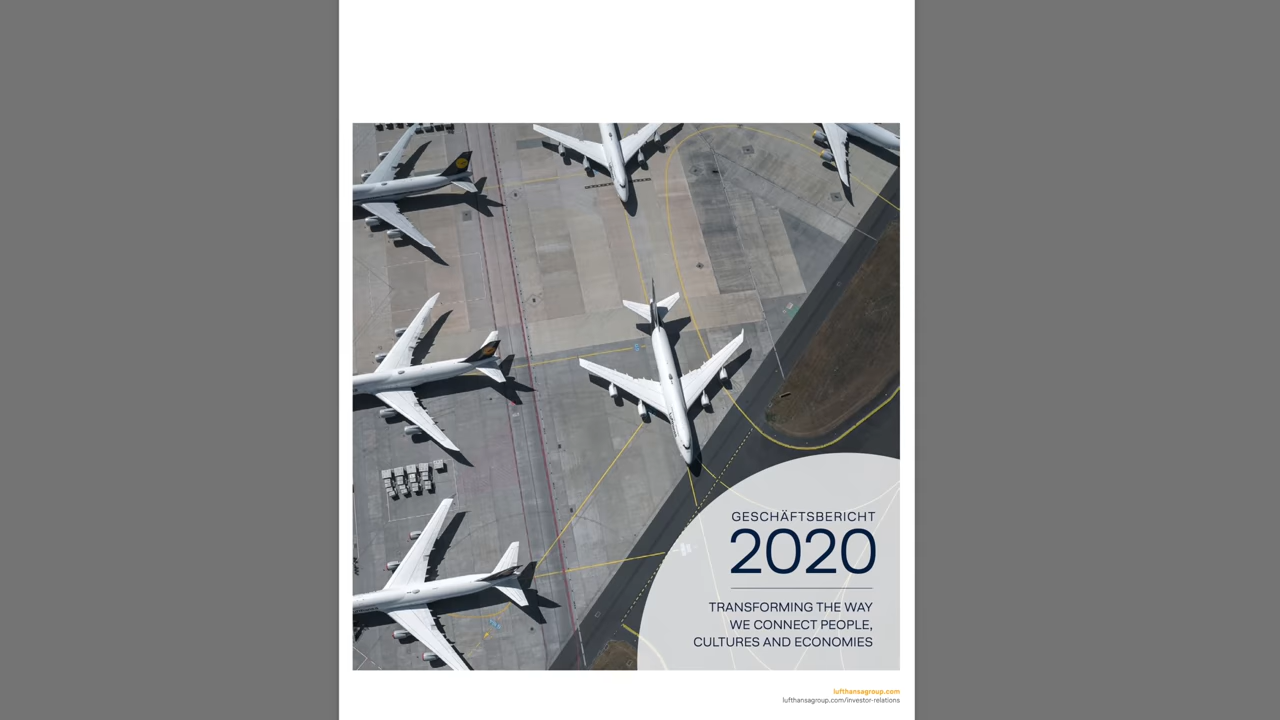 GESCHÄFTSBERICHT
2020
TRANSFORMING THE WAY
WE CONNECT PEOPLE,
CULTURES AND ECONOMIES
lufthansagroup.com
lufthansagroup.com/investor-relations